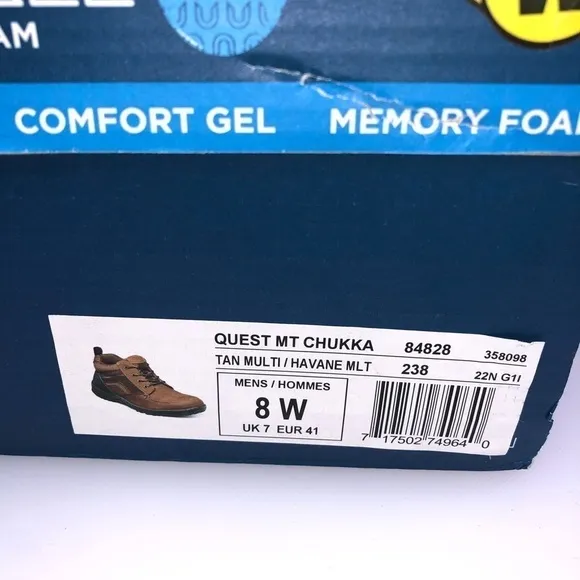 AM
COMFORT GEL MEMORY FOA
QUEST MT CHUKKA 84828 358098
TAN MULTI / HAVANE MLT 238 22N G1I
MENS / HOMMES
8 W
UK 7 EUR 41
7 17502 74964 0